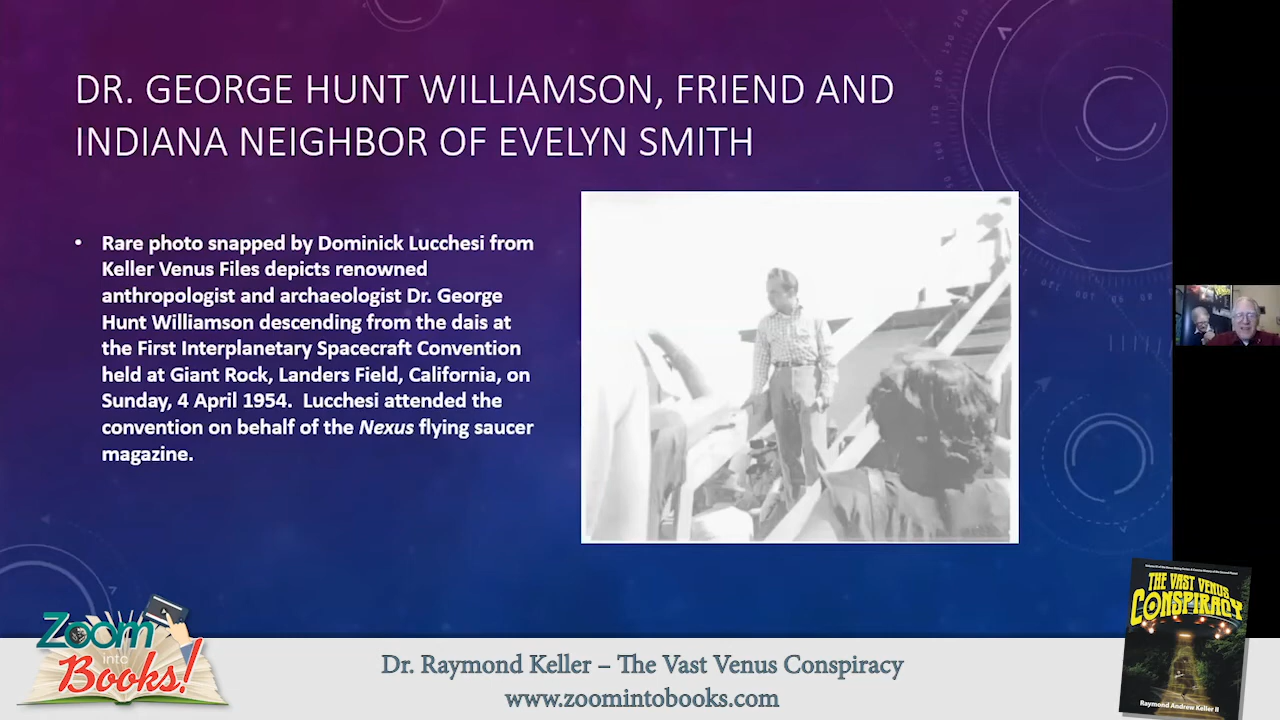 DR. GEORGE HUNT WILLIAMSON, FRIEND AND
INDIANA NEIGHBOR OF EVELYN SMITH
• Rare photo snapped by Dominick Lucchesi from
Keller Venus Files depicts renowned
anthropologist and archaeologist Dr. George
Hunt Williamson descending from the dais at
the First Interplanetary Spacecraft Convention
held at Giant Rock, Landers Field, California, on
Sunday, 4 April 1954.  Lucchesi attended the
convention on behalf of the Nexus flying saucer
magazine.
Zoom
into
Books!
Dr. Raymond Keller – The Vast Venus Conspiracy
www.zoomintobooks.com
THE VAST VENUS
CONSPIRACY
Raymond Andrew Keller II